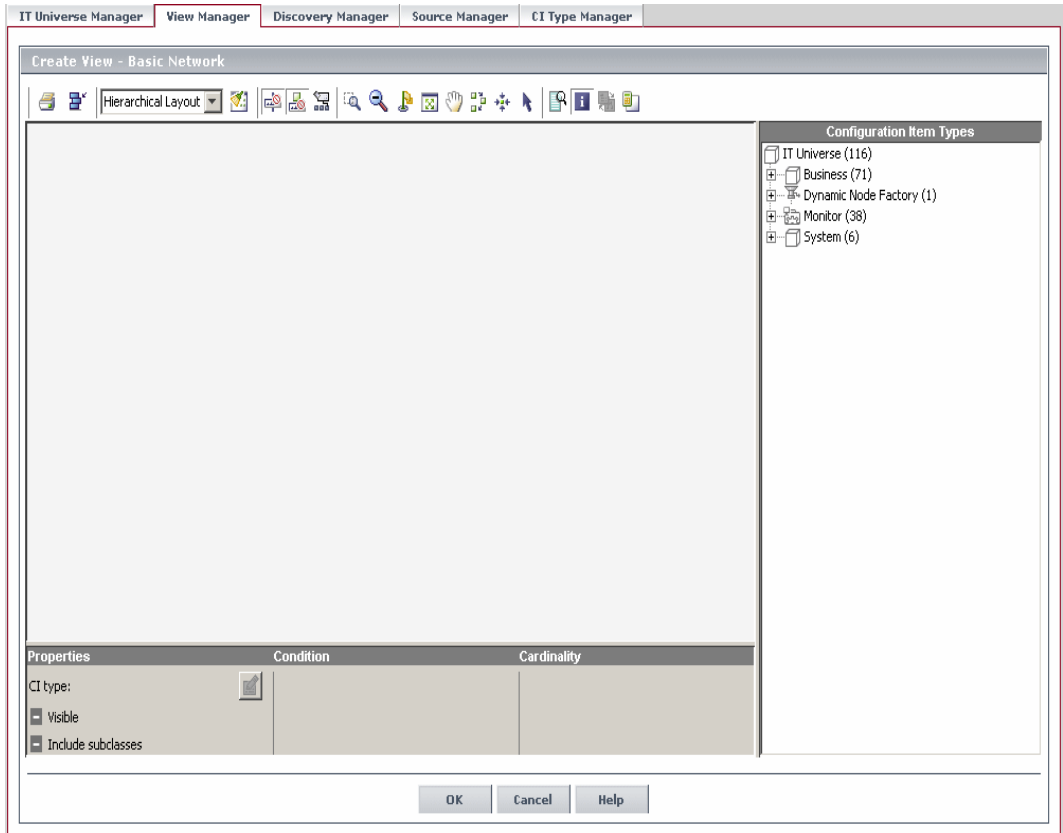 IT Universe Manager View Manager Discovery Manager Source Manager CI Type Manager
Create View - Basic Network
Hierarchical Layout
Configuration Item Types
IT Universe (116)
Business (71)
Dynamic Node Factory (1)
Monitor (38)
System (6)
Properties Condition Cardinality
CI type:
Visible
Include subclasses
OK Cancel Help